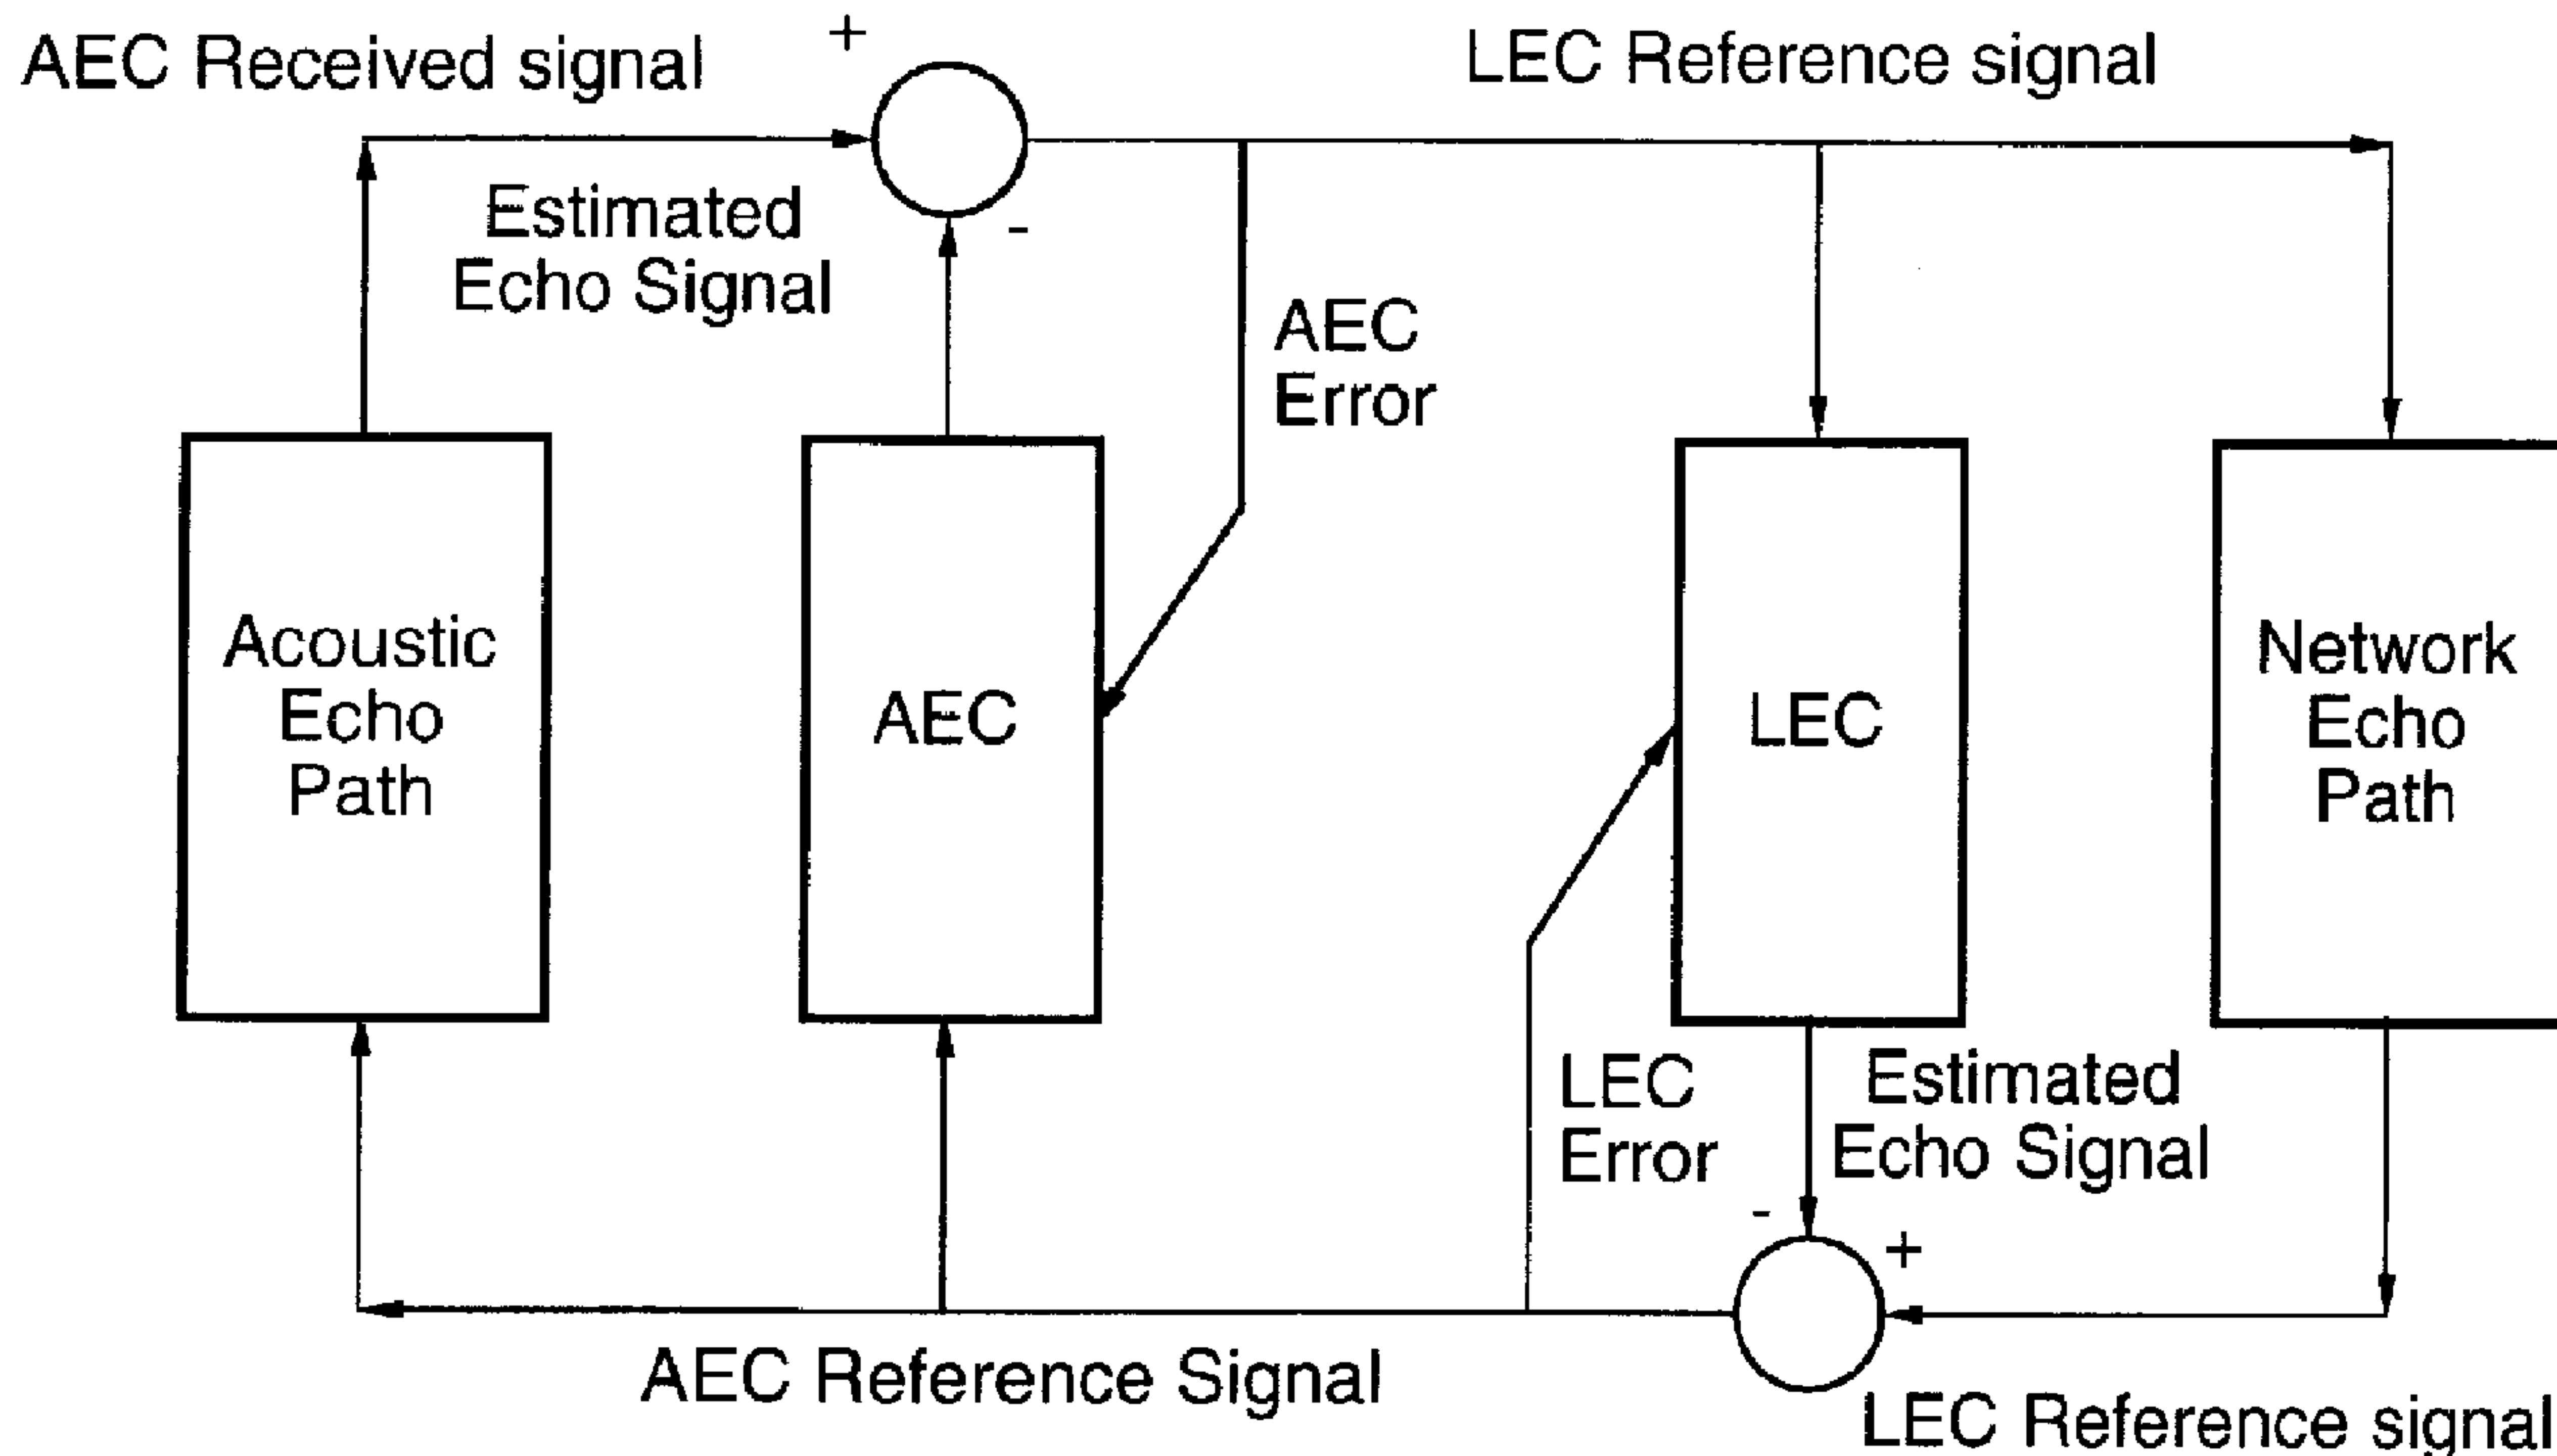 AEC Received signal
+
LEC Reference signal
Estimated
Echo Signal
-
AEC
Error
Acoustic
Echo
Path
AEC
LEC
Network
Echo
Path
LEC
Error
Estimated
Echo Signal
-
+
AEC Reference Signal
LEC Reference signal